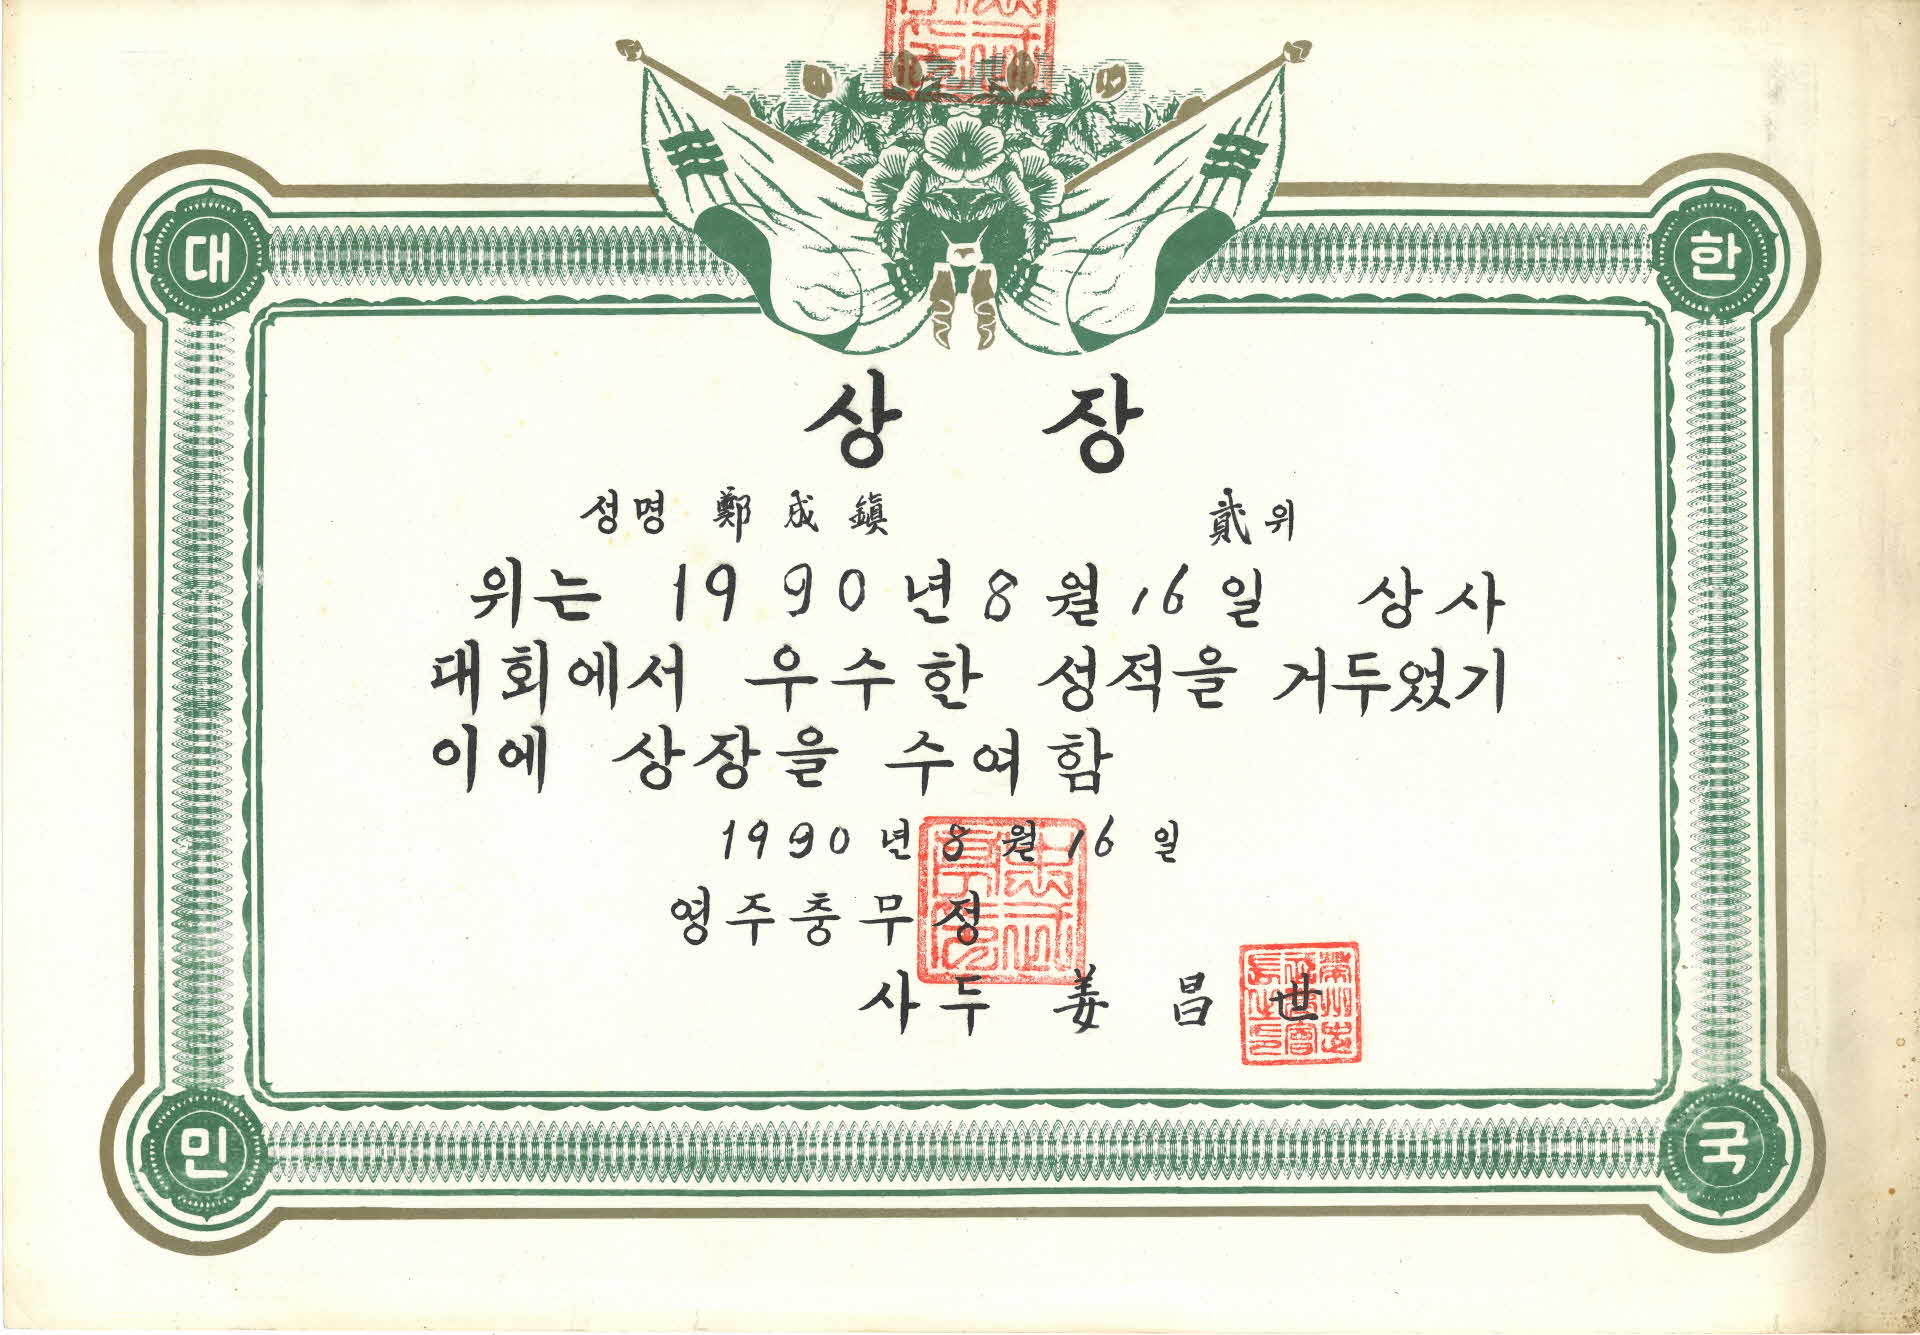 대 한
상 장
성명 鄭成鎭 貳위
위는 1990년 8월 16일 상사
대회에서 우수한 성적을 거두었기
이에 상장을 수여함
1990년 8월 16일
영주충무정
사두 姜昌世
민 국